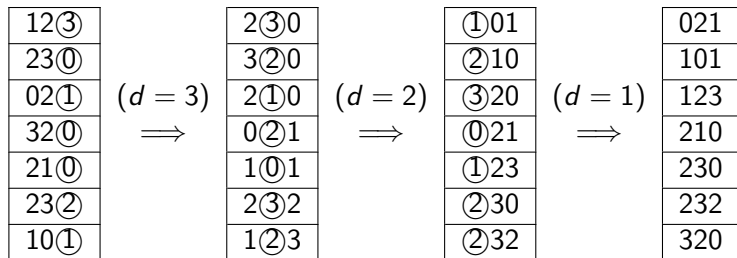 123 230 101 021
230 320 210 101
021 (d = 3) 210 (d = 2) 320 (d = 1) 123
320 ⟹ 021 ⟹ 021 ⟹ 210
210 101 123 230
232 232 230 232
101 123 232 320